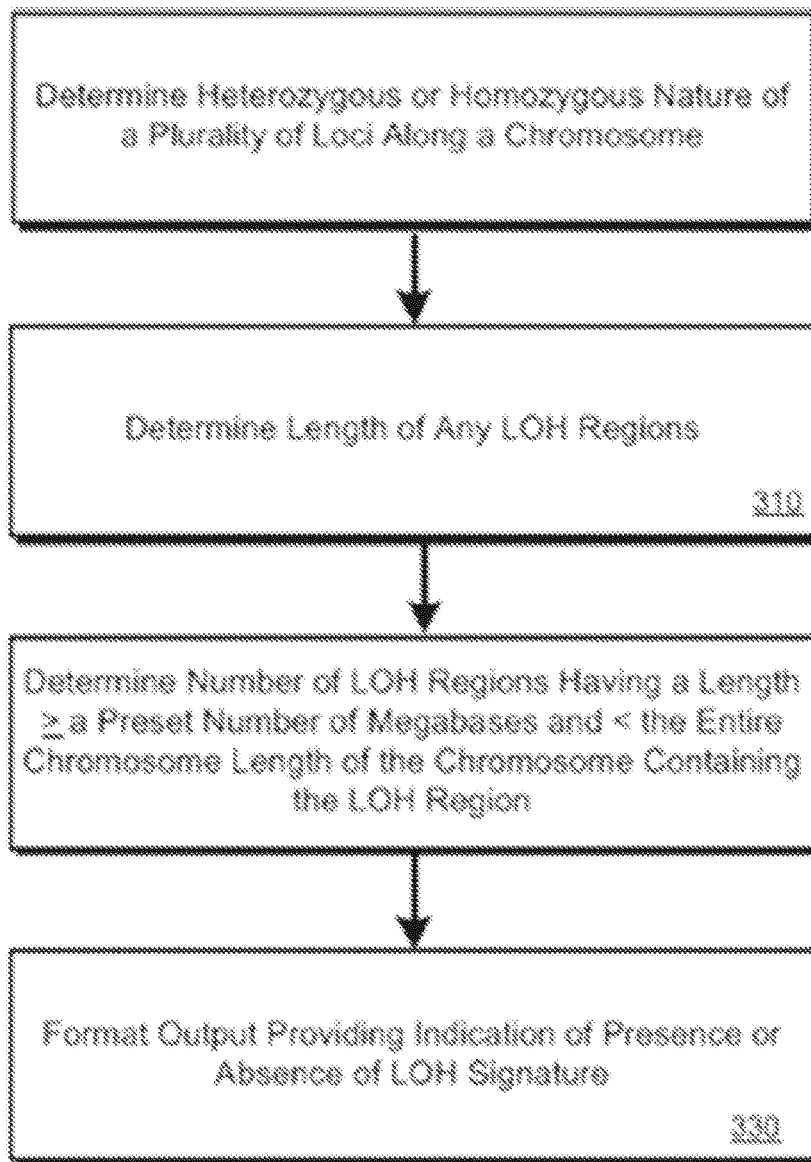 Determine Heterozygous or Homozygous Nature of
a Plurality of Loci Along a Chromosome
Determine Length of Any LOH Regions
310
Determine Number of LOH Regions Having a Length
≥ a Preset Number of Megabases and < the Entire
Chromosome Length of the Chromosome Containing
the LOH Region
Format Output Providing Indication of Presence or
Absence of LOH Signature
330